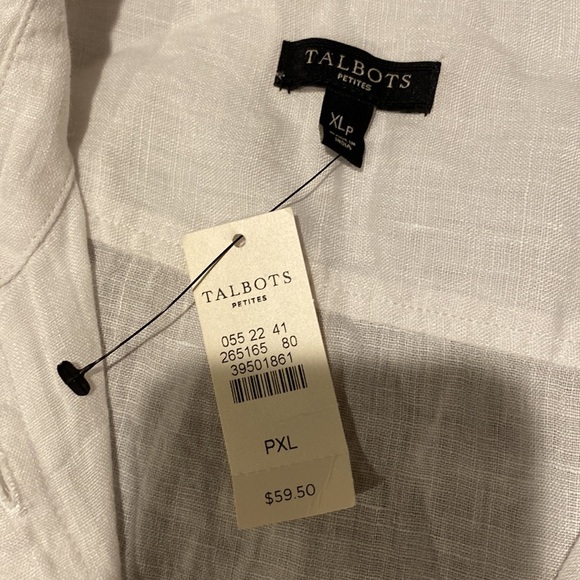 TALBOTS
PETITES
XLP
TALBOTS
PETITES
055 22 41
265165 80
39501861
PXL
$59.50